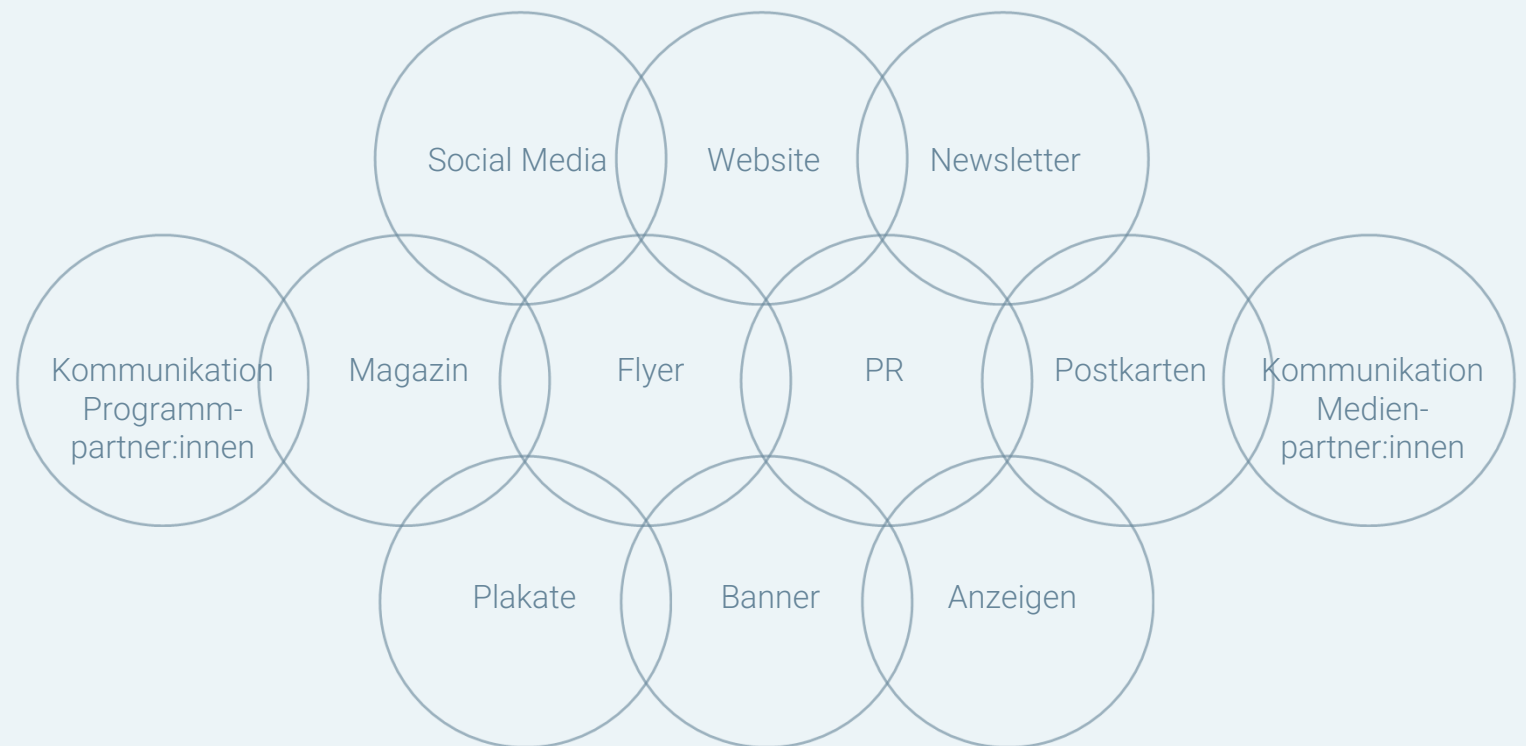 Social Media
Website
Newsletter
Kommunikation
Programm-
partner:innen
Magazin
Flyer
PR
Postkarten
Kommunikation
Medien-
partner:innen
Plakate
Banner
Anzeigen